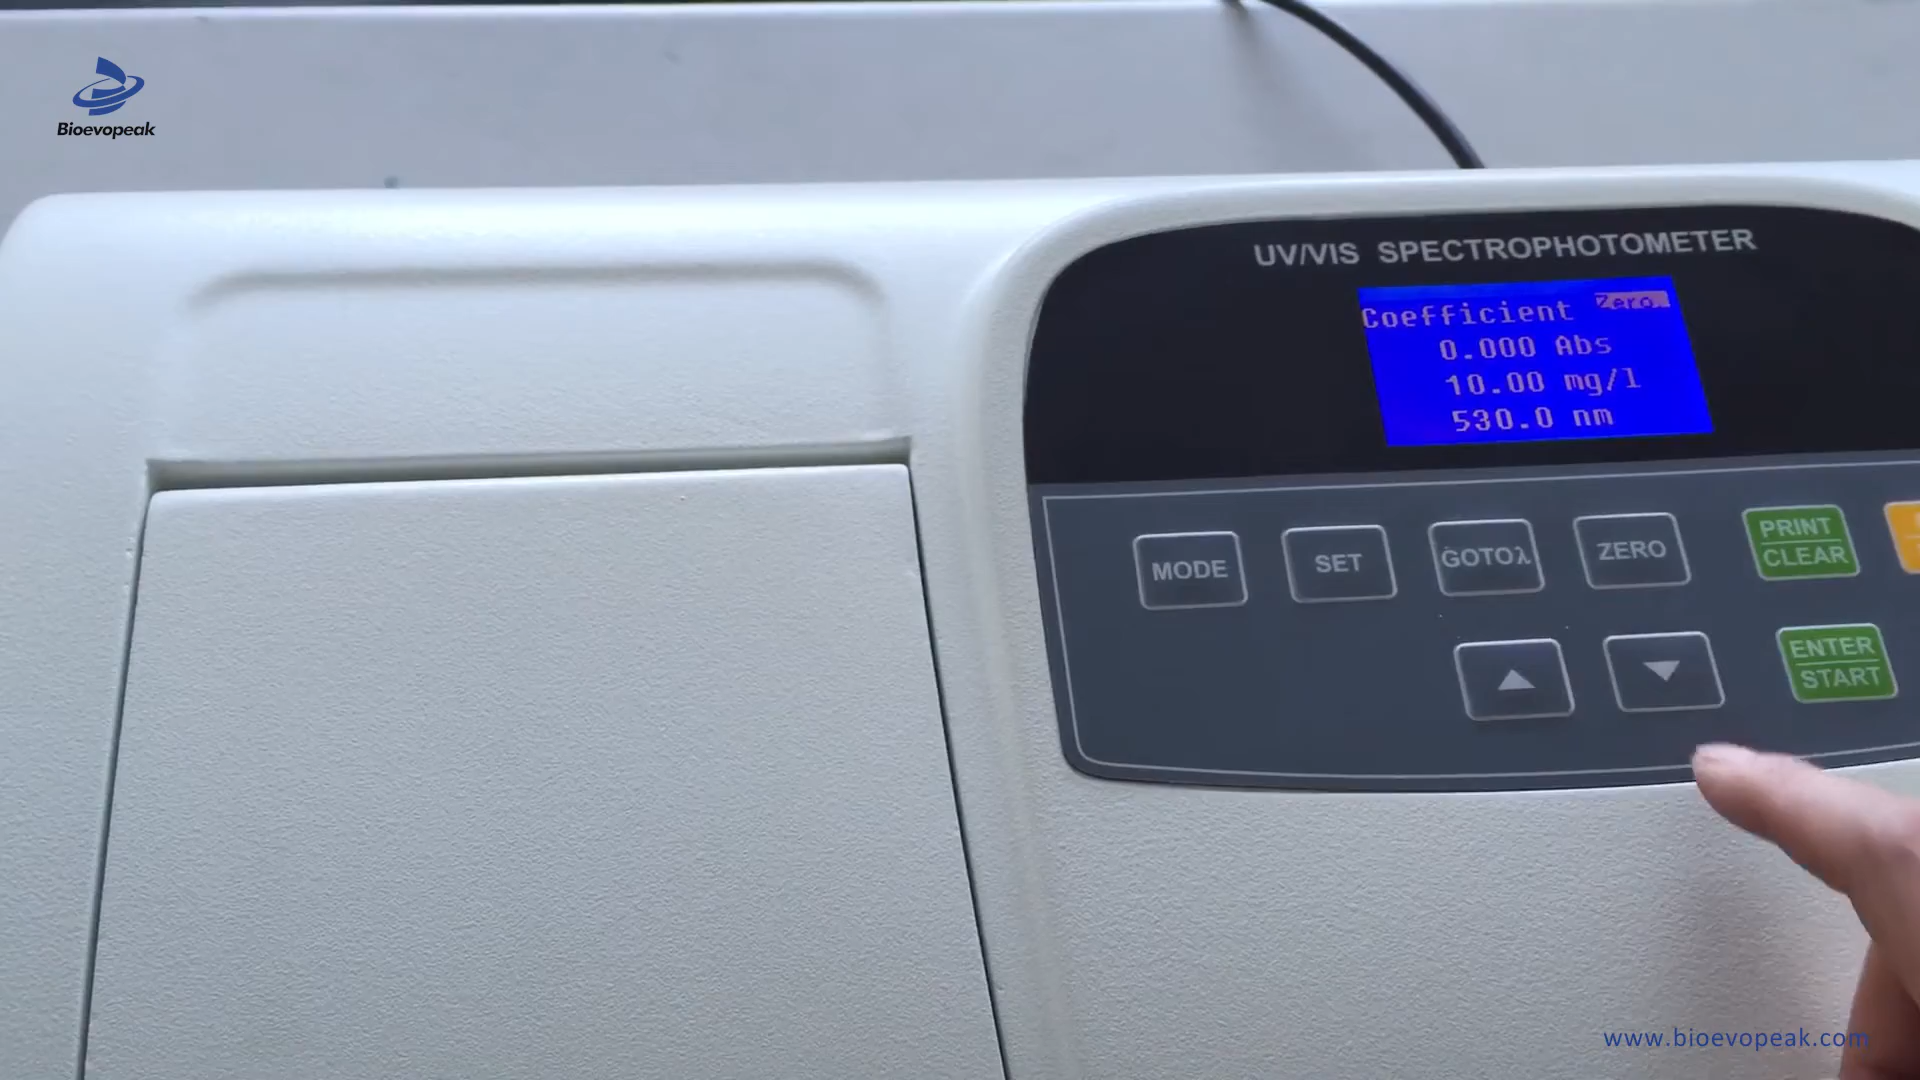 Bioevopeak
UV/VIS SPECTROPHOTOMETER
Coefficient Zero.
0.000 Abs
10.00 mg/l
530.0 nm
MODE
SET
GOTOλ
ZERO
PRINT
CLEAR
ENTER
START
www.bioevopeak.com